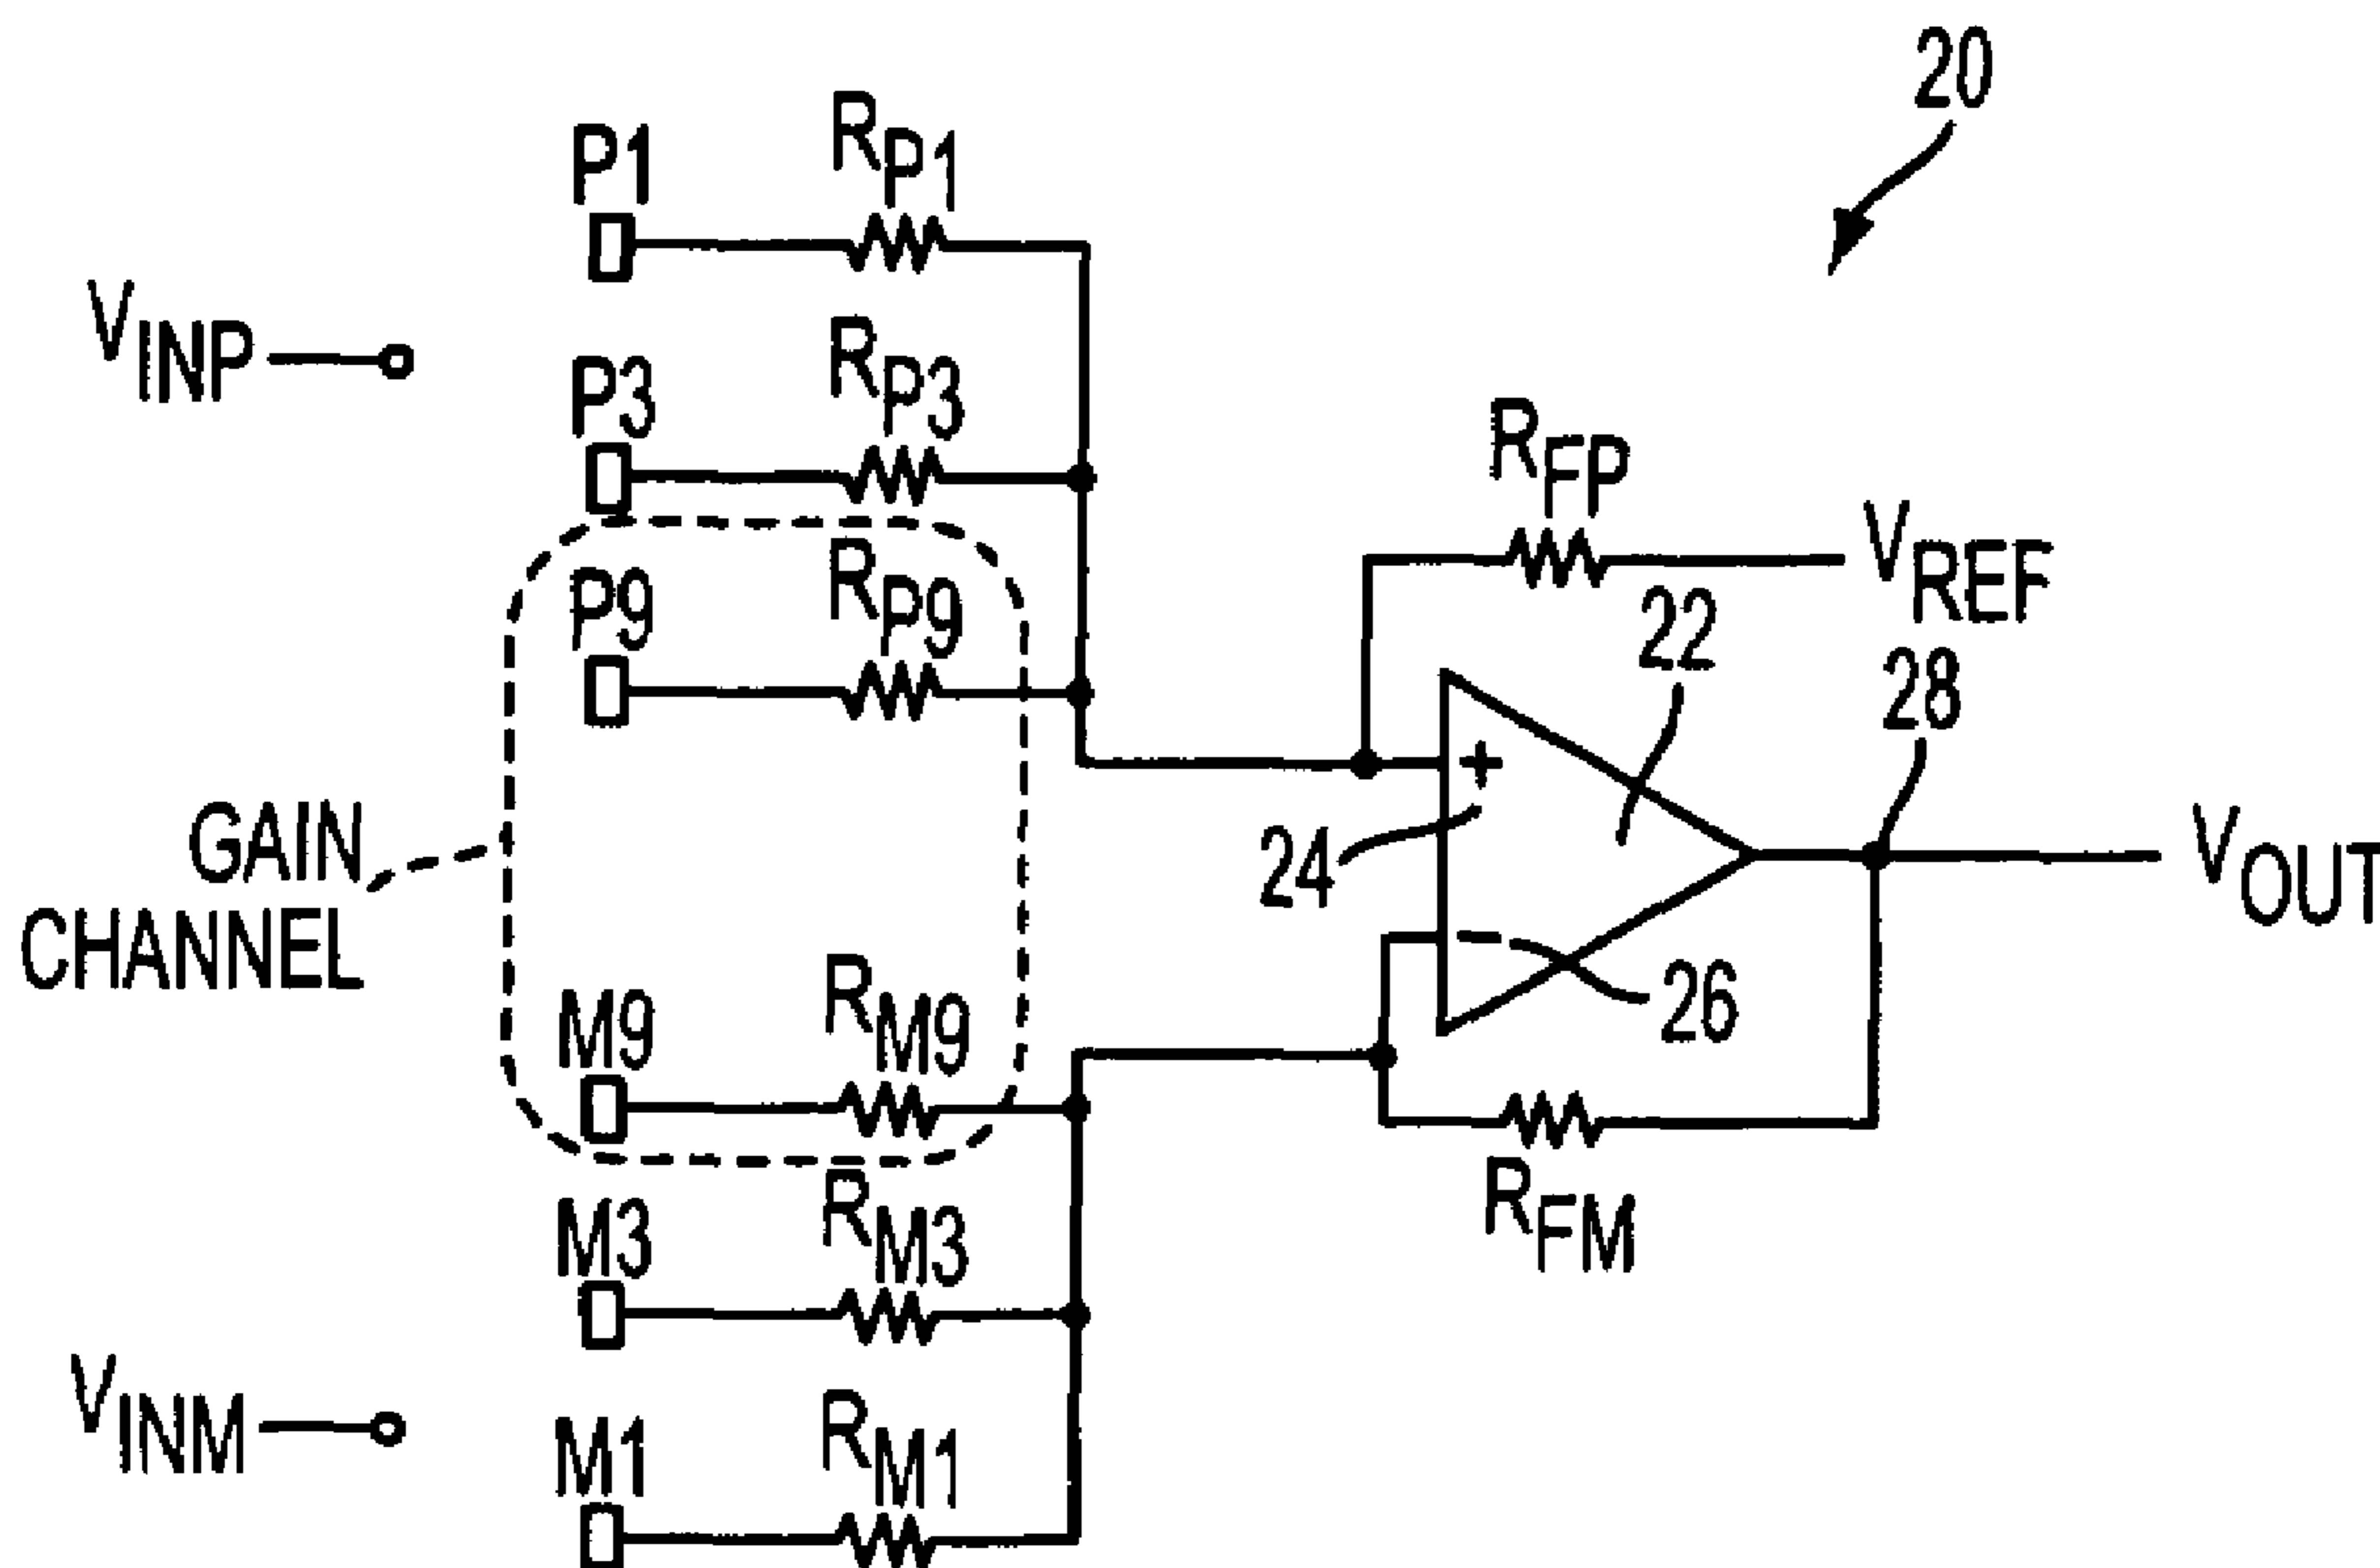 20
P1
RP1
VINP
P3
RP3
RFP
VREF
P9
RP9
22
28
GAIN
CHANNEL
+
24
VOUT
−
26
M9
RM9
M3
RM3
RFM
VINM
M1
RM1